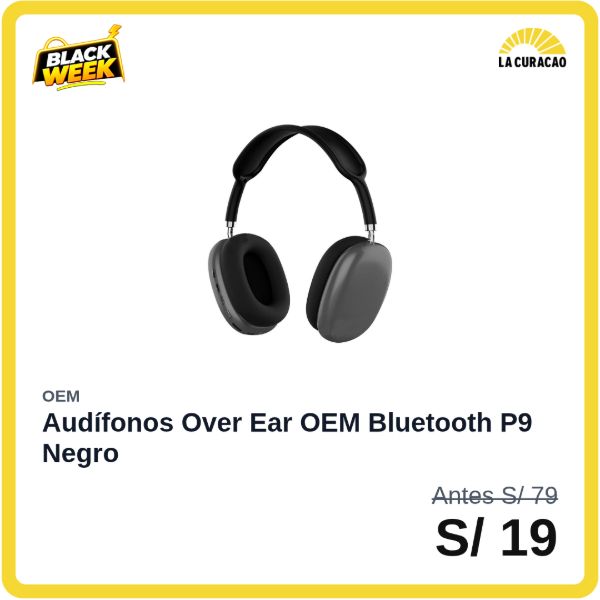 BLACK
WEEK
LA CURACAO
OEM
Audífonos Over Ear OEM Bluetooth P9
Negro
Antes S/ 79
S/ 19